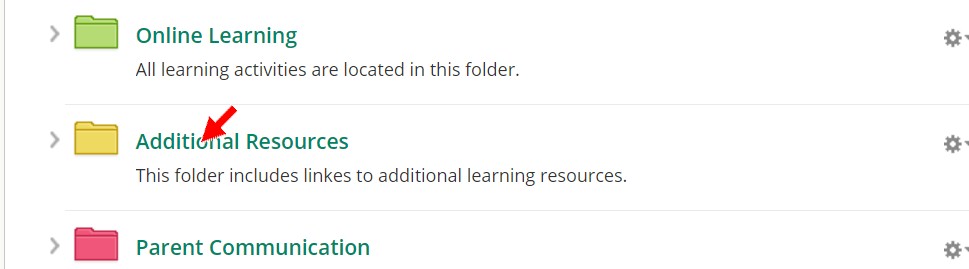 Online Learning
All learning activities are located in this folder.
Additional Resources
This folder includes linkes to additional learning resources.
Parent Communication